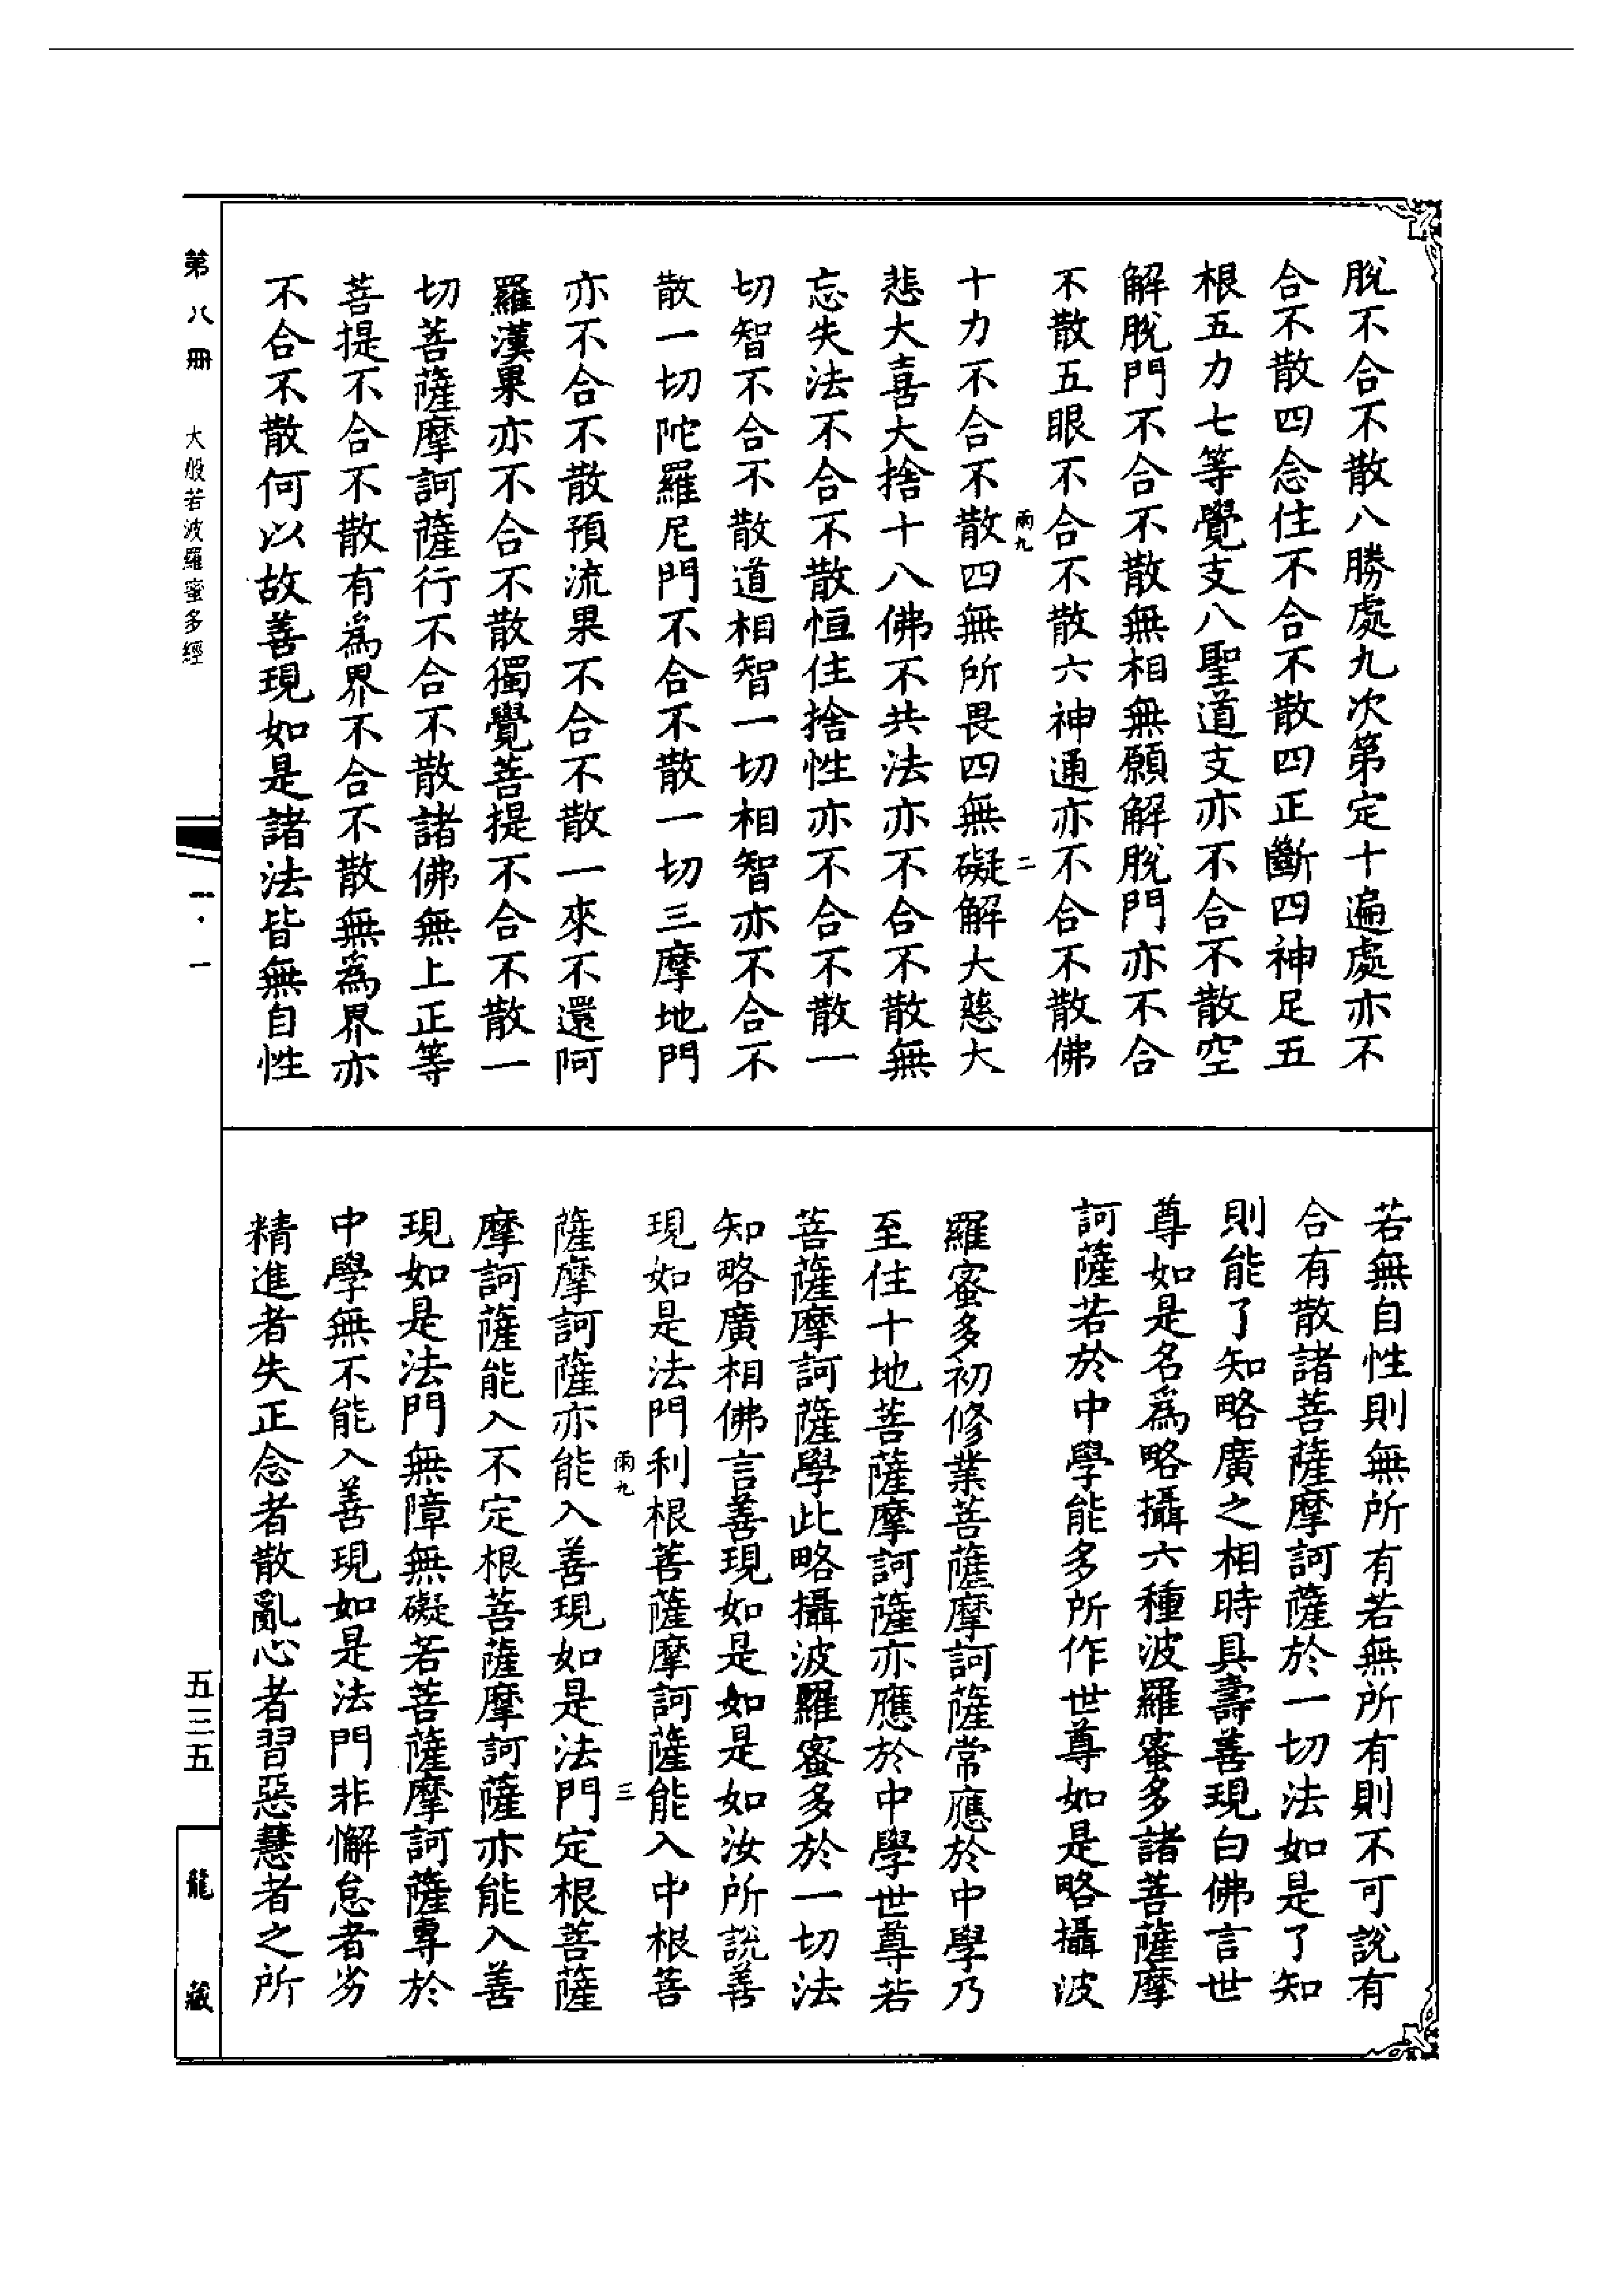 脫不合不散八勝處九次第定十遍處亦不
合不散四念住不合不散四正斷四神足五
根五力七等覺支八聖道支亦不合不散空
解脫門不合不散無相無願解脫門亦不合
不散五眼不合不散六神通亦不合不散佛
雨九 二
十力不合不散四無所畏四無礙解大慈大
悲大喜大捨十八佛不共法亦不合不散無
忘失法不合不散恒住捨性亦不合不散一
切智不合不散道相智一切相智亦不合不
散一切陀羅尼門不合不散一切三摩地門
亦不合不散預流果不合不散一來不還阿
羅漢果亦不合不散獨覺菩提不合不散一
切菩薩摩訶薩行不合不散諸佛無上正等
菩提不合不散有為界不合不散無為界亦
不合不散何以故善現如是諸法皆無自性
若無自性則無所有若無所有則不可說有
合有散諸菩薩摩訶薩於一切法如是了知
則能了知略廣之相時具壽善現白佛言世
尊如是名為略攝六種波羅蜜多諸菩薩摩
訶薩若於中學能多所作世尊如是略攝波
羅蜜多初修業菩薩摩訶薩常應於中學乃
至住十地菩薩摩訶薩亦應於中學世尊若
菩薩摩訶薩學此略攝波羅蜜多於一切法
知略廣相佛言善現如是如是如汝所說善
現如是法門利根菩薩摩訶薩能入中根菩
雨九 三
薩摩訶薩亦能入善現如是法門定根菩薩
摩訶薩能入不定根菩薩摩訶薩亦能入善
現如是法門無障無礙若菩薩摩訶薩專於
中學無不能入善現如是法門非懈怠者劣
精進者失正念者散亂心者習惡慧者之所
第八冊 大般若波羅蜜多經 一·一 五三五 龍藏